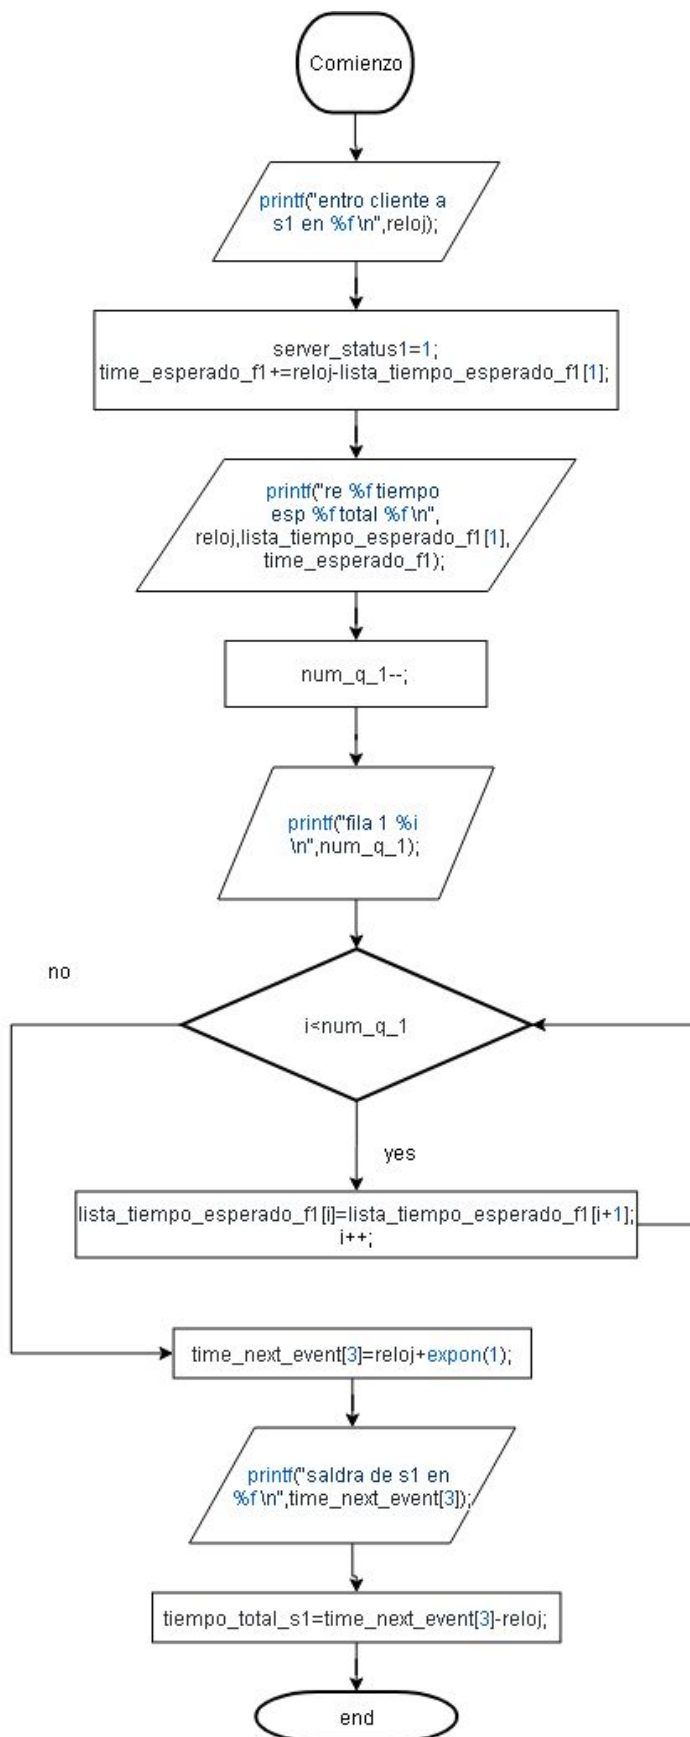 Comienzo
printf("entro cliente a
s1 en %f \n",reloj);
server_status1=1;
time_esperado_f1+=reloj-lista_tiempo_esperado_f1[1];
printf("re %f tiempo
esp %f total %f \n",
reloj,lista_tiempo_esperado_f1[1],
time_esperado_f1);
num_q_1--;
printf("fila 1 %i
\n",num_q_1);
no
i<num_q_1
yes
lista_tiempo_esperado_f1[i]=lista_tiempo_esperado_f1[i+1];
i++;
time_next_event[3]=reloj+expon(1);
printf("saldra de s1 en
%f \n",time_next_event[3]);
tiempo_total_s1=time_next_event[3]-reloj;
end